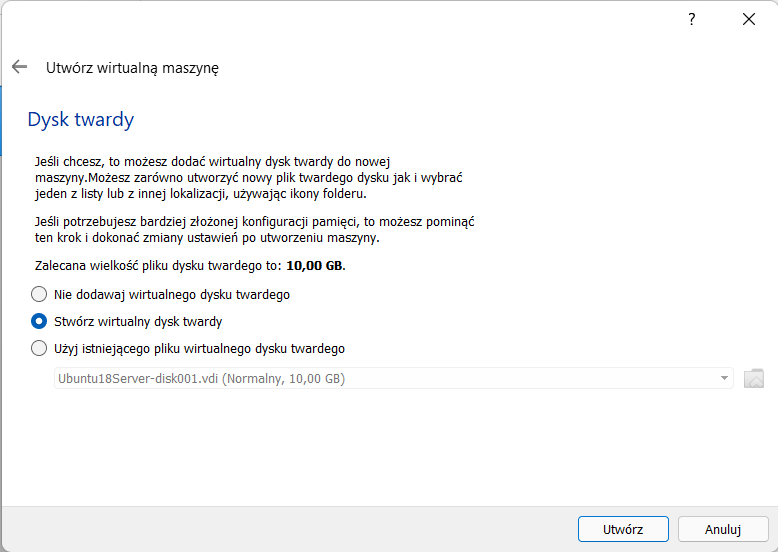 ?
Utwórz wirtualną maszynę
Dysk twardy
Jeśli chcesz, to możesz dodać wirtualny dysk twardy do nowej
maszyny.Możesz zarówno utworzyć nowy plik twardego dysku jak i wybrać
jeden z listy lub z innej lokalizacji, używając ikony folderu.
Jeśli potrzebujesz bardziej złożonej konfiguracji pamięci, to możesz pominąć
ten krok i dokonać zmiany ustawień po utworzeniu maszyny.
Zalecana wielkość pliku dysku twardego to: 10,00 GB.
Nie dodawaj wirtualnego dysku twardego
Stwórz wirtualny dysk twardy
Użyj istniejącego pliku wirtualnego dysku twardego
Ubuntu18Server-disk001.vdi (Normalny, 10,00 GB)
Utwórz
Anuluj